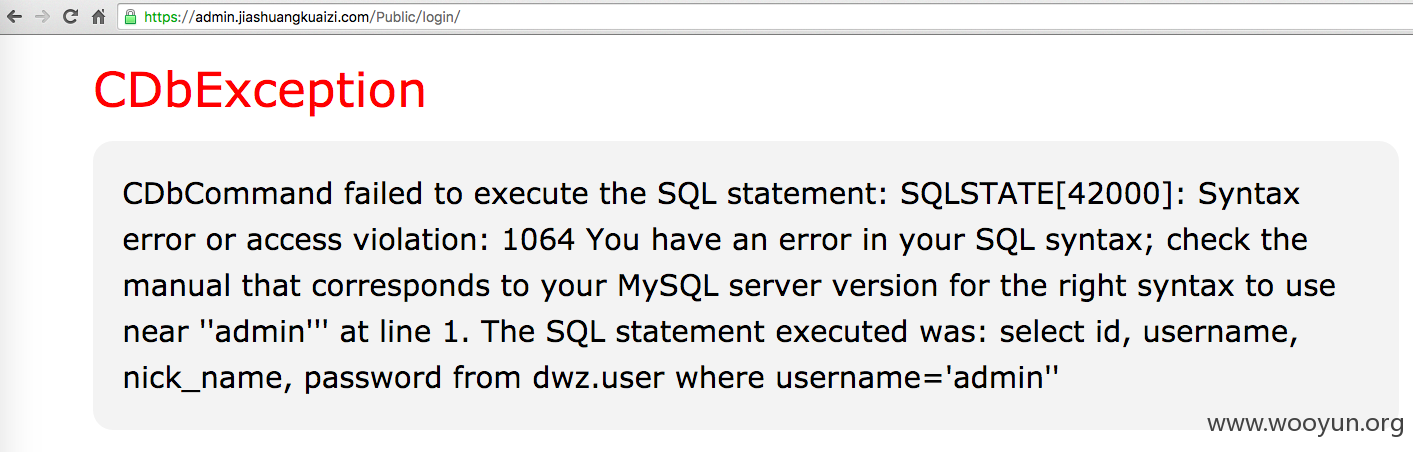 https://admin.jiashuangkuaizi.com/Public/login/
CDbException
CDbCommand failed to execute the SQL statement: SQLSTATE[42000]: Syntax
error or access violation: 1064 You have an error in your SQL syntax; check the
manual that corresponds to your MySQL server version for the right syntax to use
near ''admin''' at line 1. The SQL statement executed was: select id, username,
nick_name, password from dwz.user where username='admin''
www.wooyun.org